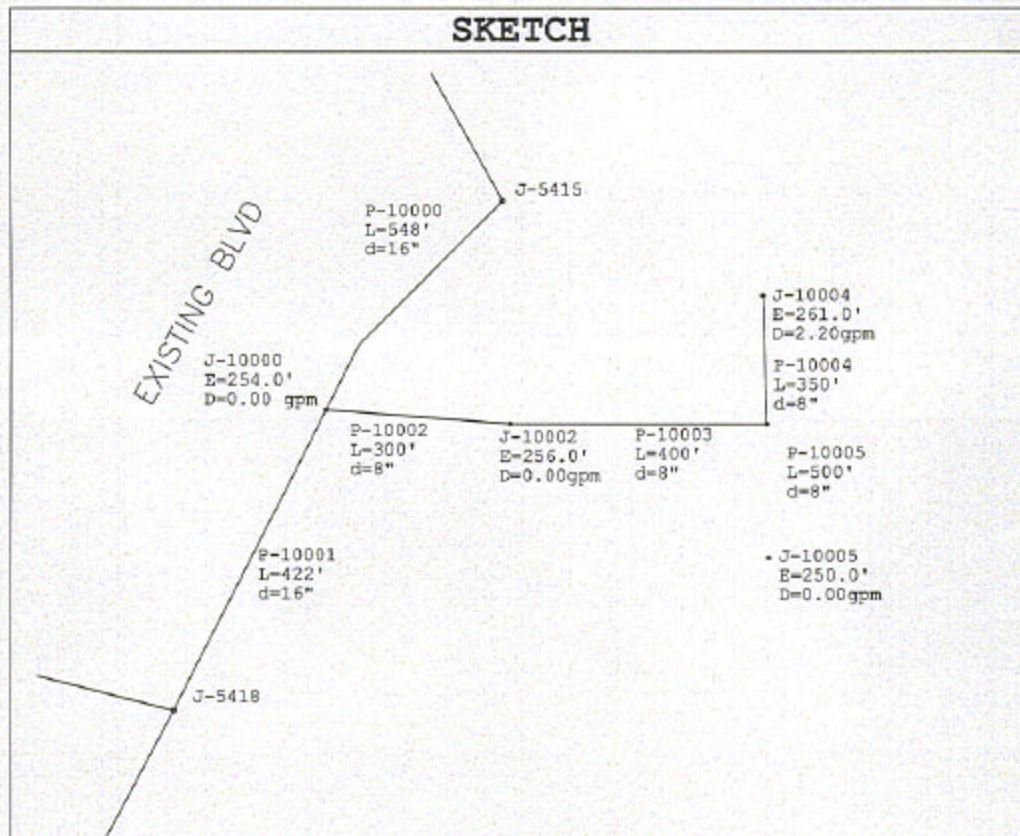 SKETCH
J-5415
P-10000
L=548'
d=16"
EXISTING BLVD
J-10004
E=261.0'
D=2.20gpm
J-10000
E=254.0'
D=0.00 gpm
P-10004
L=350'
d=8"
P-10002
L=300'
d=8"
J-10002
E=256.0'
D=0.00gpm
P-10003
L=400'
d=8"
P-10005
L=500'
d=8"
P-10001
L=422'
d=16"
J-10005
E=250.0'
D=0.00gpm
J-5418